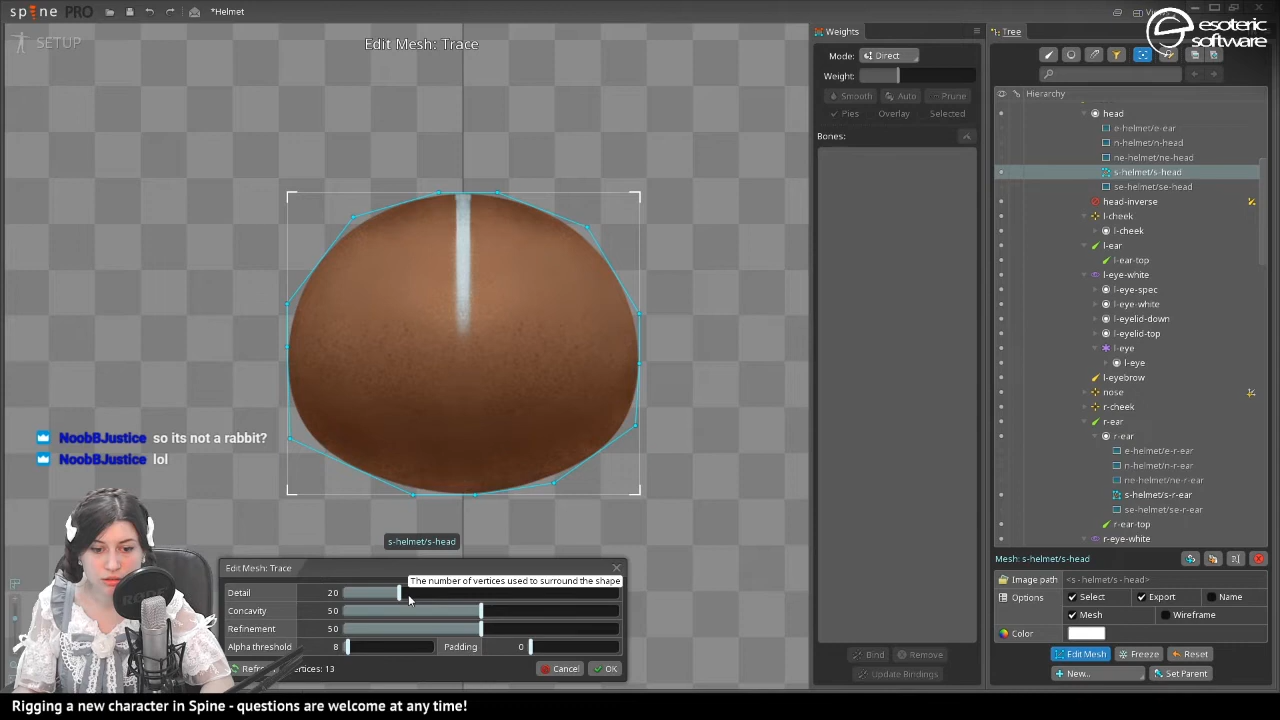 spine PRO
*Helmet
Views
esoteric software
SETUP
Edit Mesh: Trace
Weights
Tree
Mode: Direct
Weight:
Smooth Auto Prune
Pies Overlay Selected
Bones:
Bind Remove
Update Bindings
Hierarchy
head
e-helmet/e-ear
n-helmet/n-head
ne-helmet/ne-head
s-helmet/s-head
se-helmet/se-head
head-inverse
l-cheek
l-cheek
l-ear
l-ear-top
l-eye-white
l-eye-spec
l-eye-white
l-eyelid-down
l-eyelid-top
l-eye
l-eye
l-eyebrow
nose
r-cheek
r-ear
r-ear
e-helmet/e-r-ear
n-helmet/n-r-ear
ne-helmet/ne-r-ear
s-helmet/s-r-ear
se-helmet/se-r-ear
r-ear-top
r-eye-white
Mesh: s-helmet/s-head
Image path <s-helmet/s-head>
Options Select Export Name
Mesh Wireframe
Color
Edit Mesh Freeze Reset
New... Set Parent
NoobBJustice so its not a rabbit?
NoobBJustice lol
s-helmet/s-head
Edit Mesh: Trace
The number of vertices used to surround the shape
Detail 20
Concavity 50
Refinement 50
Alpha threshold 8 Padding 0
Vertices: 13 Cancel OK
RØDE
Rigging a new character in Spine - questions are welcome at any time!